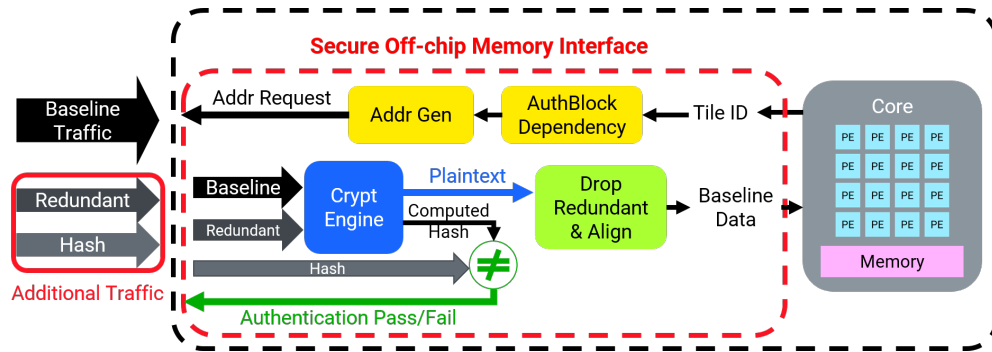 Secure Off-chip Memory Interface
Baseline
Traffic
Redundant
Hash
Additional Traffic
Addr Request
Addr Gen
AuthBlock
Dependency
Tile ID
Baseline
Redundant
Crypt
Engine
Plaintext
Computed
Hash
Drop
Redundant
& Align
Baseline
Data
Hash
≠
Authentication Pass/Fail
Core
PE PE PE PE
PE PE PE PE
PE PE PE PE
PE PE PE PE
Memory